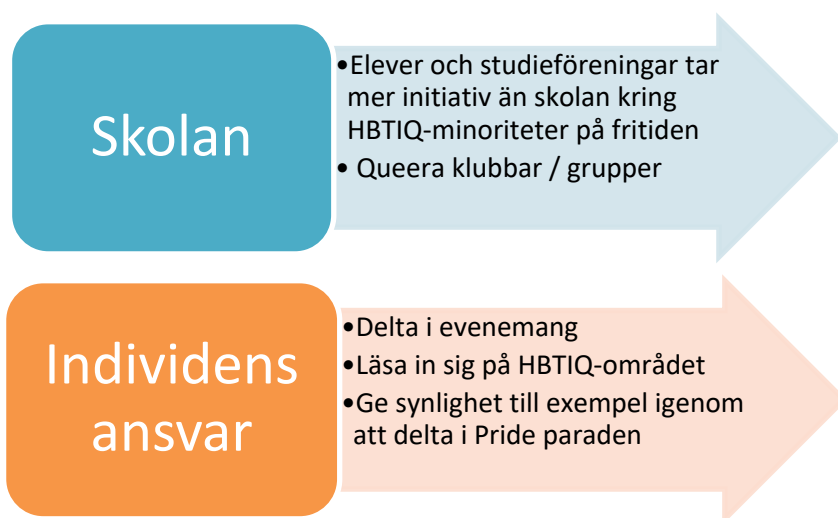 Skolan
•Elever och studieföreningar tar
mer initiativ än skolan kring
HBTIQ-minoriteter på fritiden
• Queera klubbar / grupper
Individens
ansvar
•Delta i evenemang
•Läsa in sig på HBTIQ-området
•Ge synlighet till exempel igenom
att delta i Pride paraden